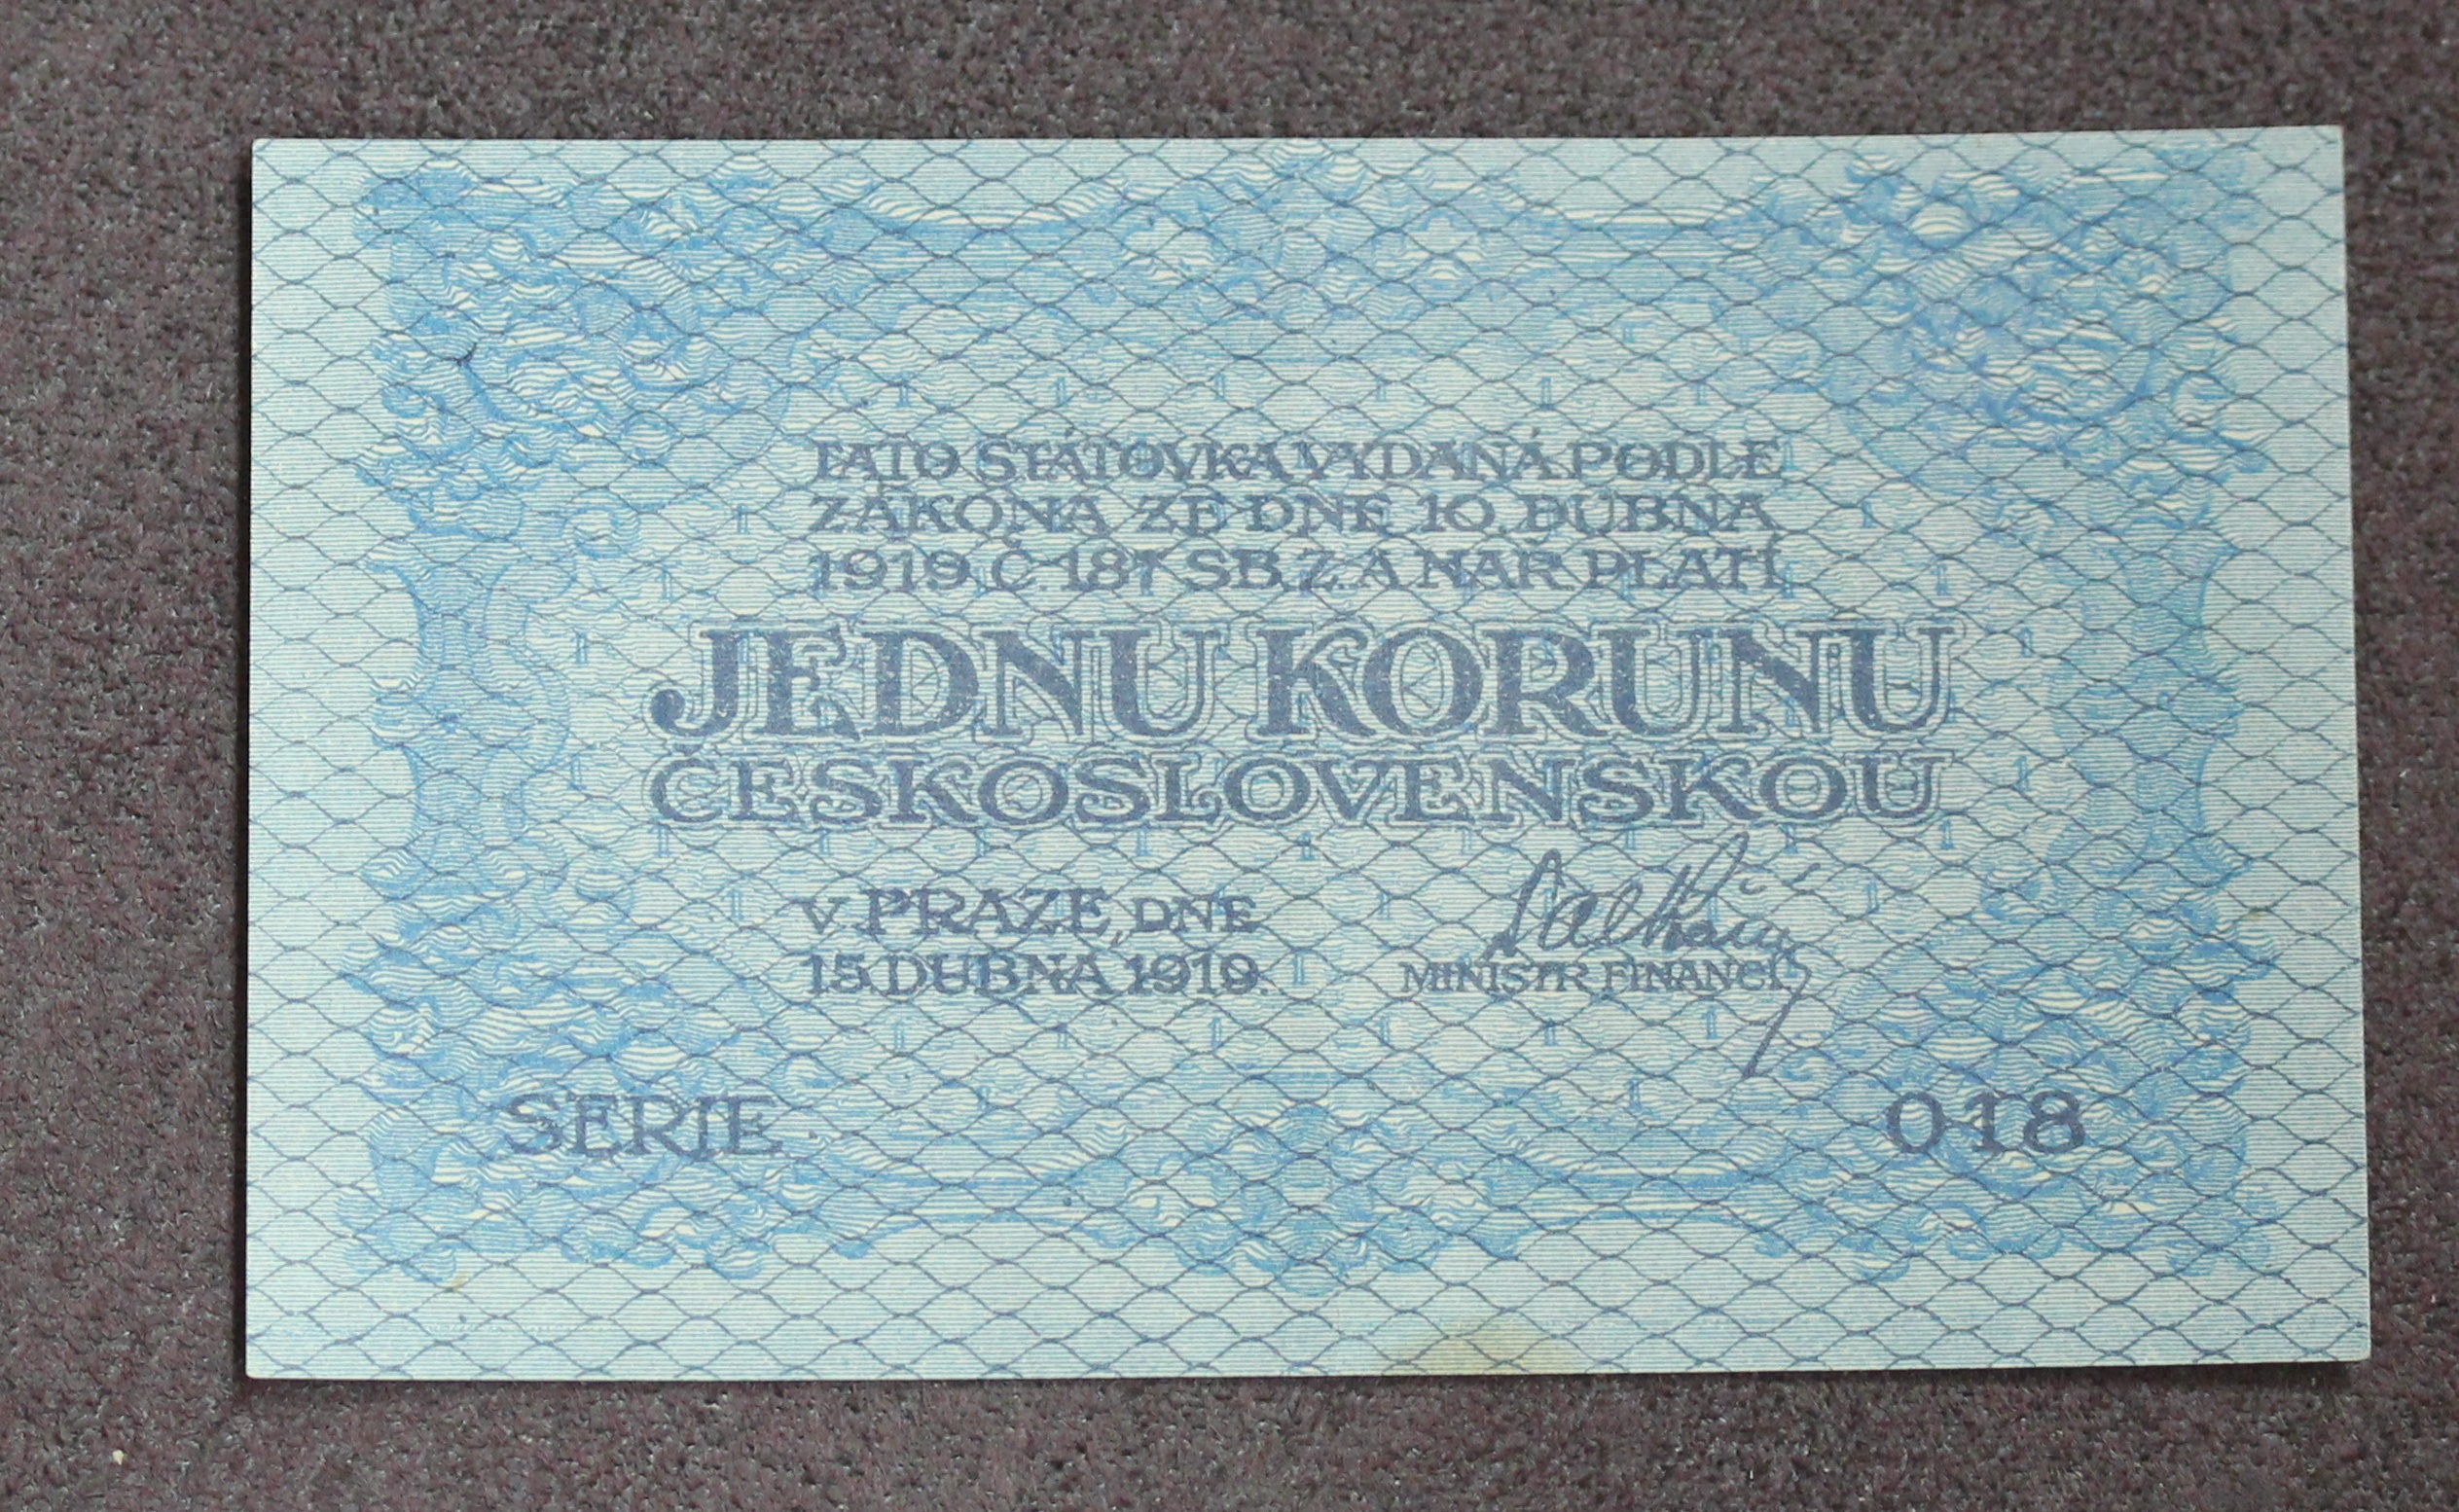 TATO STÁTOVKA VYDANÁ PODLE
ZÁKONA ZE DNE 10. DUBNA
1919 Č. 187 SB. Z. A NAŘ. PLATÍ
JEDNU KORUNU
ČESKOSLOVENSKOU
V PRAZE, DNE
15. DUBNA 1919.
MINISTR FINANCÍ
SERIE 018